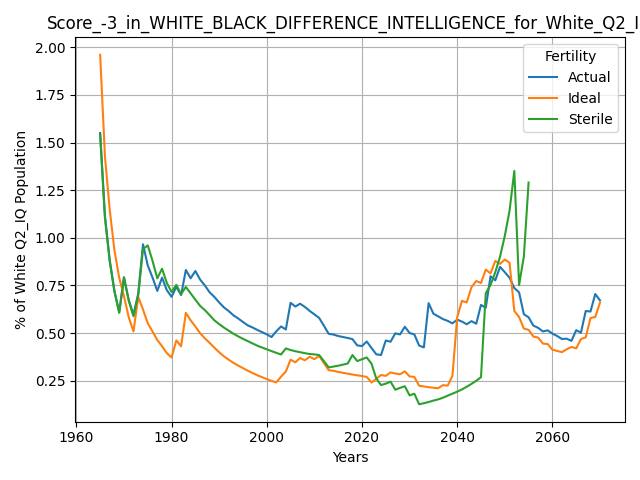 Score_-3_in_WHITE_BLACK_DIFFERENCE_INTELLIGENCE_for_White_Q2_I
Fertility
Actual
Ideal
Sterile
% of White Q2_IQ Population
2.00
1.75
1.50
1.25
1.00
0.75
0.50
0.25
1960
1980
2000
2020
2040
2060
Years